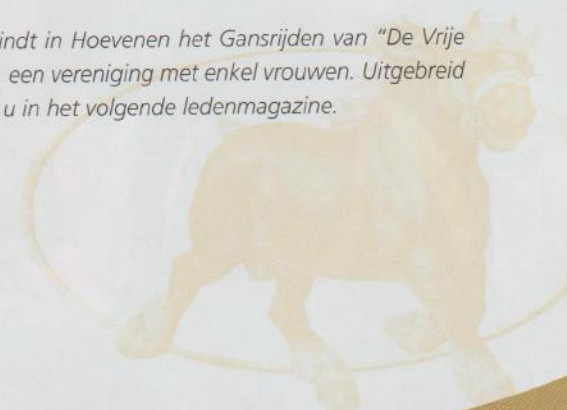 indt in Hoevenen het Gansrijden van "De Vrije
een vereniging met enkel vrouwen. Uitgebreid
u in het volgende ledenmagazine.